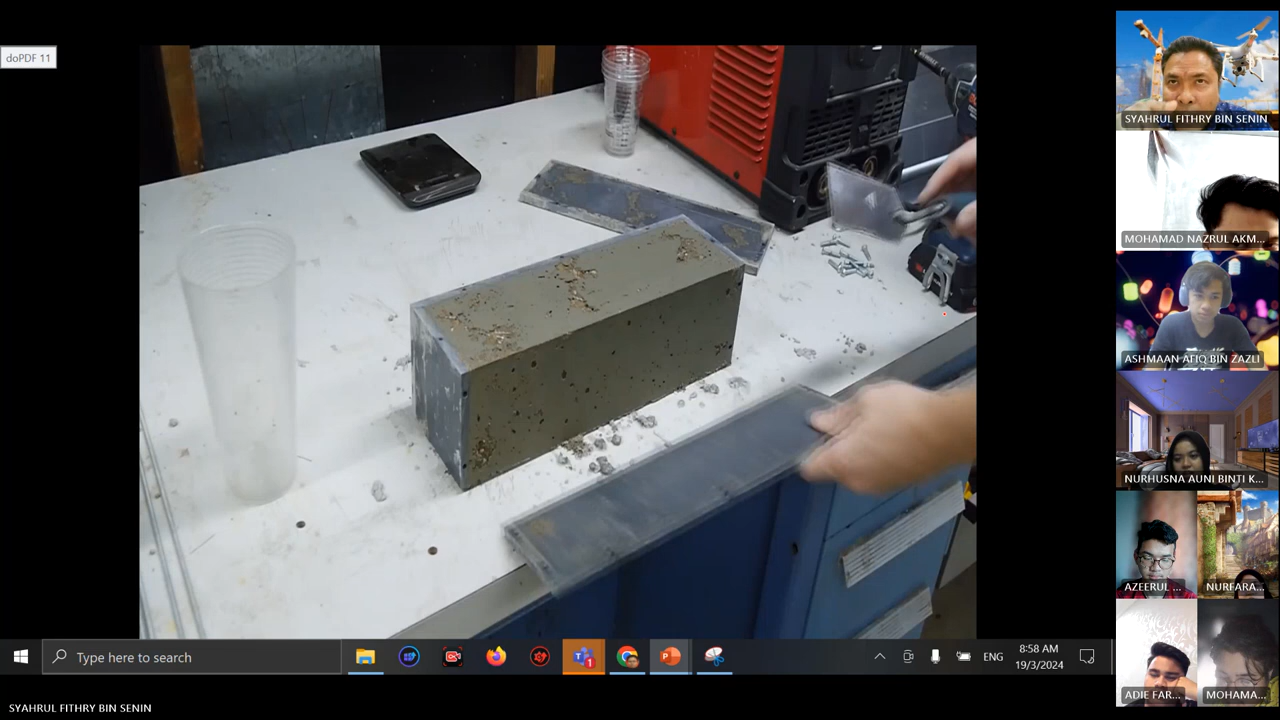 doPDF 11
SYAHRUL FITHRY BIN SENIN
MOHAMAD NAZRUL AKM...
ASHMAAN AFIQ BIN ZAZLI
NURHUSNA AUNI BINTI K...
AZEERUL ...
NURFARA...
ADIE FAR...
MOHAMA...
Type here to search
1
ENG
8:58 AM
19/3/2024
SYAHRUL FITHRY BIN SENIN